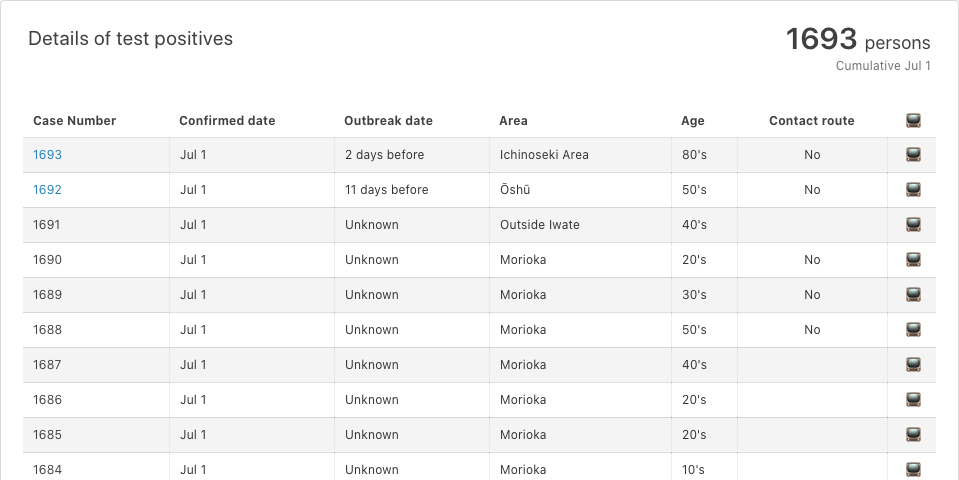 Details of test positives
1693 persons
Cumulative Jul 1
Case Number Confirmed date Outbreak date Area Age Contact route
1693 Jul 1 2 days before Ichinoseki Area 80's No
1692 Jul 1 11 days before Ōshū 50's No
1691 Jul 1 Unknown Outside Iwate 40's
1690 Jul 1 Unknown Morioka 20's No
1689 Jul 1 Unknown Morioka 30's No
1688 Jul 1 Unknown Morioka 50's No
1687 Jul 1 Unknown Morioka 40's
1686 Jul 1 Unknown Morioka 20's
1685 Jul 1 Unknown Morioka 20's
1684 Jul 1 Unknown Morioka 10's